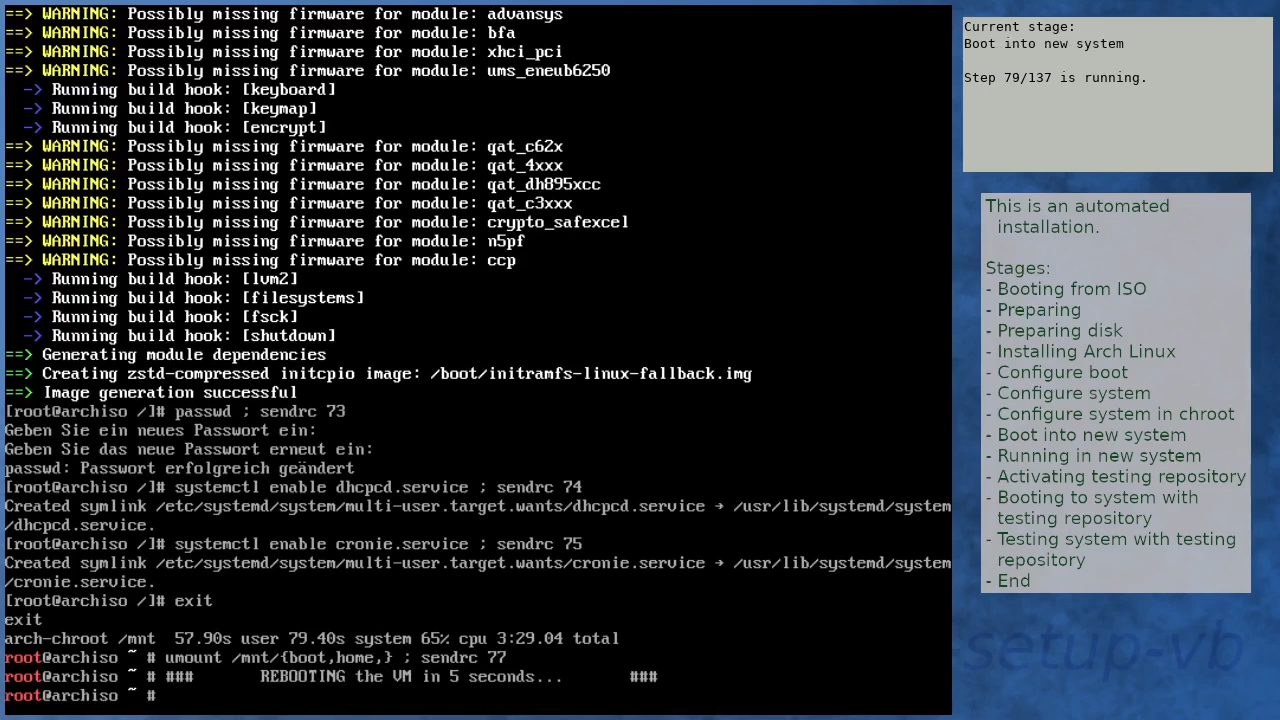 ==> WARNING: Possibly missing firmware for module: advansys
==> WARNING: Possibly missing firmware for module: bfa
==> WARNING: Possibly missing firmware for module: xhci_pci
==> WARNING: Possibly missing firmware for module: ums_eneub6250
-> Running build hook: [keyboard]
-> Running build hook: [keymap]
-> Running build hook: [encrypt]
==> WARNING: Possibly missing firmware for module: qat_c62x
==> WARNING: Possibly missing firmware for module: qat_4xxx
==> WARNING: Possibly missing firmware for module: qat_dh895xcc
==> WARNING: Possibly missing firmware for module: qat_c3xxx
==> WARNING: Possibly missing firmware for module: crypto_safexcel
==> WARNING: Possibly missing firmware for module: n5pf
==> WARNING: Possibly missing firmware for module: ccp
-> Running build hook: [lvm2]
-> Running build hook: [filesystems]
-> Running build hook: [fsck]
-> Running build hook: [shutdown]
==> Generating module dependencies
==> Creating zstd-compressed initcpio image: /boot/initramfs-linux-fallback.img
==> Image generation successful
[root@archiso /]# passwd ; sendrc 73
Geben Sie ein neues Passwort ein:
Geben Sie das neue Passwort erneut ein:
passwd: Passwort erfolgreich geändert
[root@archiso /]# systemctl enable dhcpcd.service ; sendrc 74
Created symlink /etc/systemd/system/multi-user.target.wants/dhcpcd.service → /usr/lib/systemd/system
/dhcpcd.service.
[root@archiso /]# systemctl enable cronie.service ; sendrc 75
Created symlink /etc/systemd/system/multi-user.target.wants/cronie.service → /usr/lib/systemd/system
/cronie.service.
[root@archiso /]# exit
exit
arch-chroot /mnt  57.90s user 79.40s system 65% cpu 3:29.04 total
root@archiso ~ # umount /mnt/{boot,home,} ; sendrc 77
root@archiso ~ # ###       REBOOTING the VM in 5 seconds...       ###
root@archiso ~ #
Current stage:
Boot into new system
Step 79/137 is running.
This is an automated
installation.
Stages:
- Booting from ISO
- Preparing
- Preparing disk
- Installing Arch Linux
- Configure boot
- Configure system
- Configure system in chroot
- Boot into new system
- Running in new system
- Activating testing repository
- Booting to system with
testing repository
- Testing system with testing
repository
- End
-setup-vb